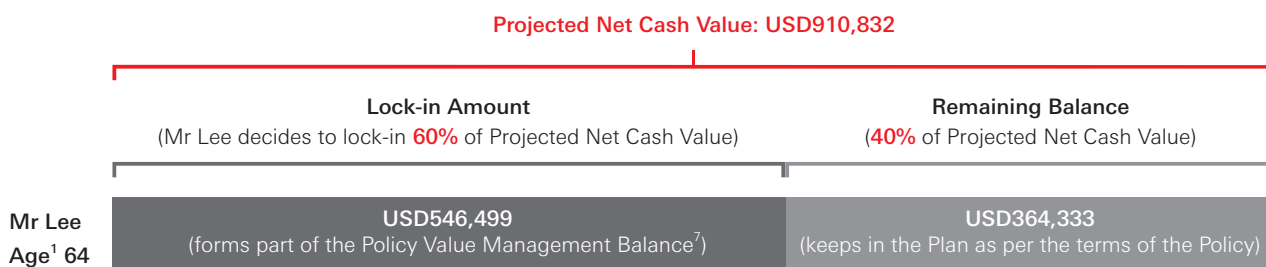 Projected Net Cash Value: USD910,832
Lock-in Amount
(Mr Lee decides to lock-in 60% of Projected Net Cash Value)
Remaining Balance
(40% of Projected Net Cash Value)
Mr Lee
Age¹ 64
USD546,499
(forms part of the Policy Value Management Balance⁷)
USD364,333
(keeps in the Plan as per the terms of the Policy)